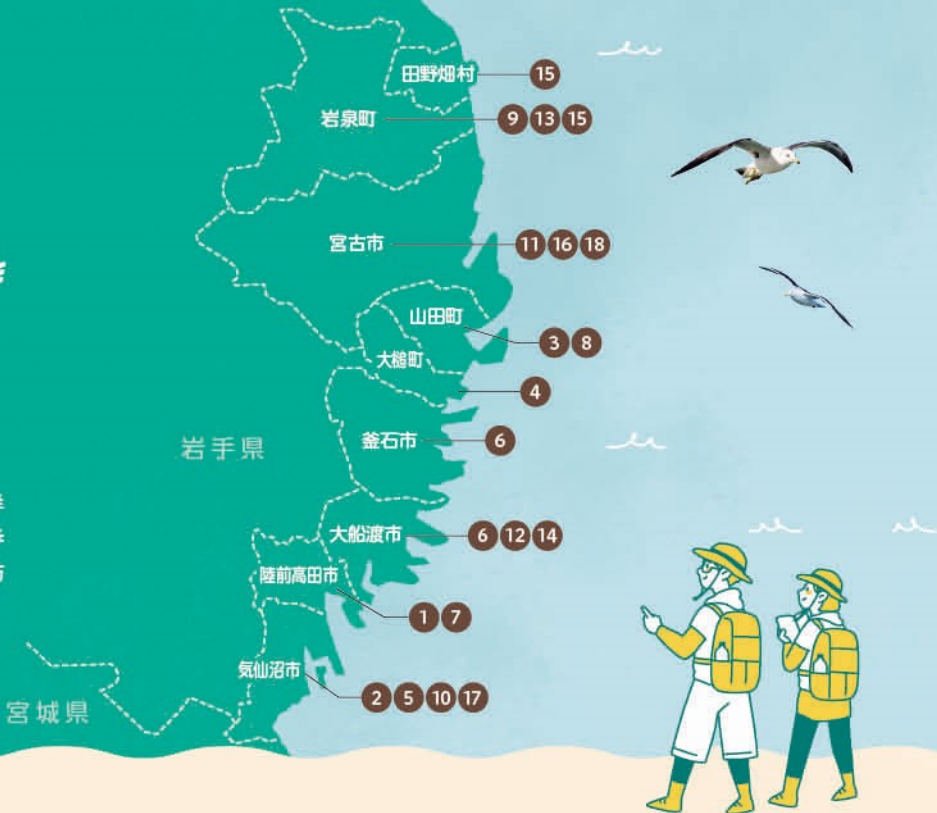 田野畑村 15
岩泉町 9 13 15
宮古市 11 16 18
山田町 3 8
大槌町 4
釜石市 6
岩手県
大船渡市 6 12 14
陸前高田市 1 7
気仙沼市 2 5 10 17
宮城県